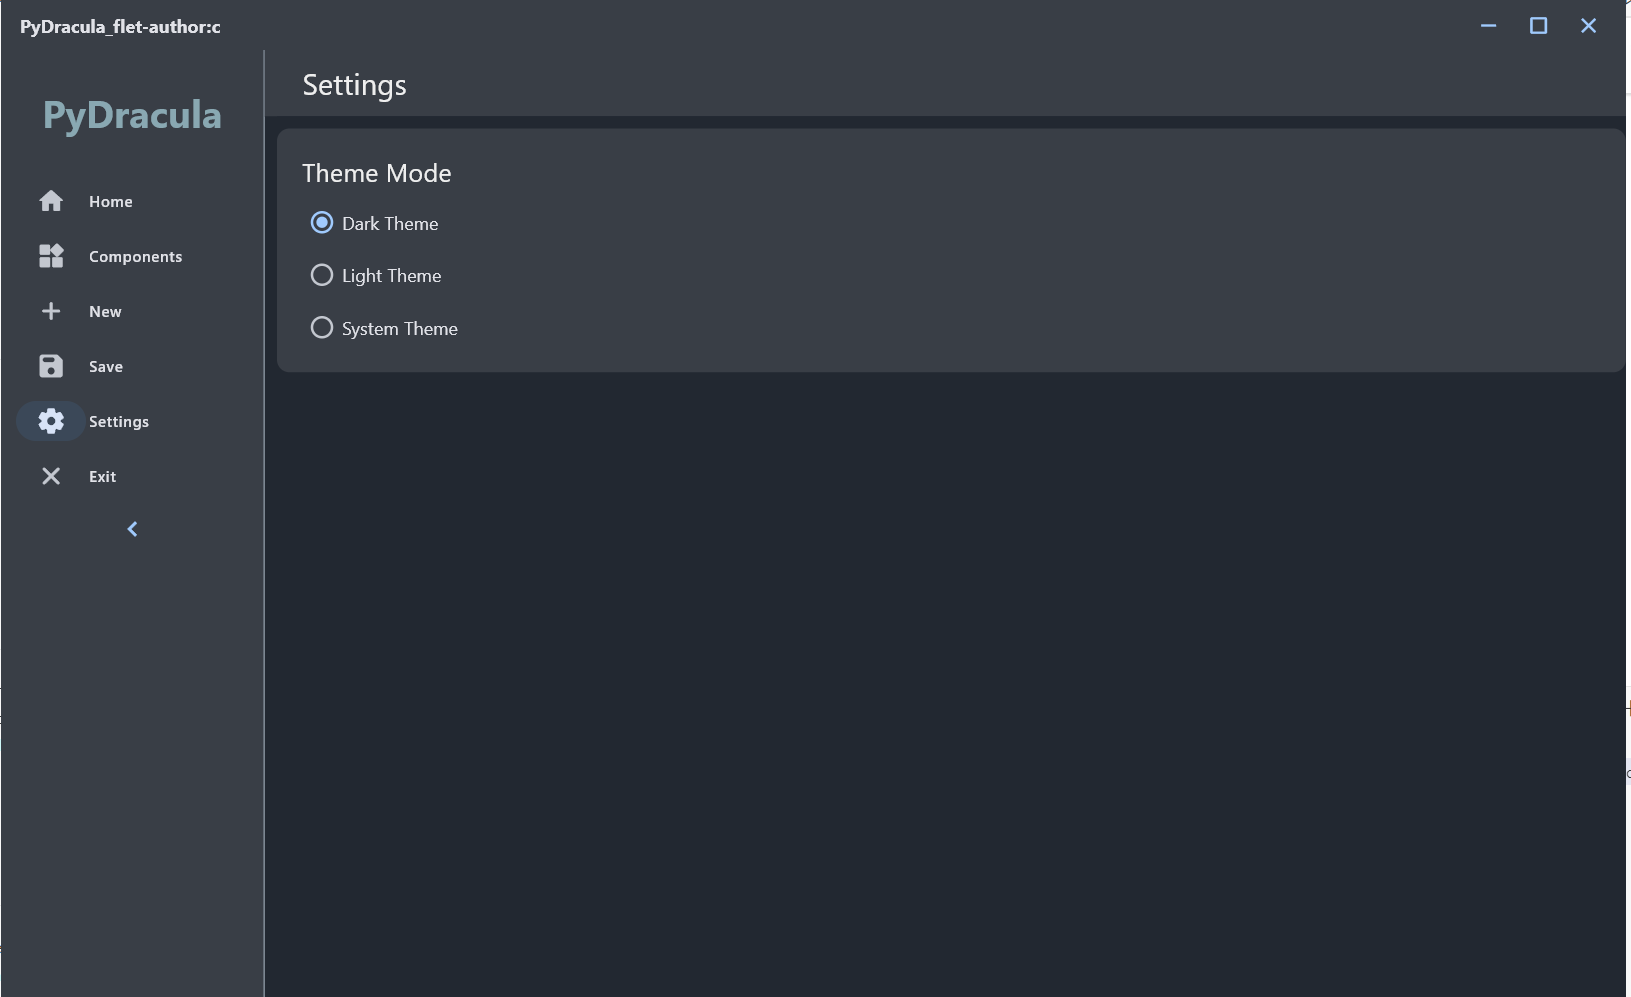 PyDracula_flet-author:c
PyDracula
Home
Components
New
Save
Settings
Exit
Settings
Theme Mode
Dark Theme
Light Theme
System Theme